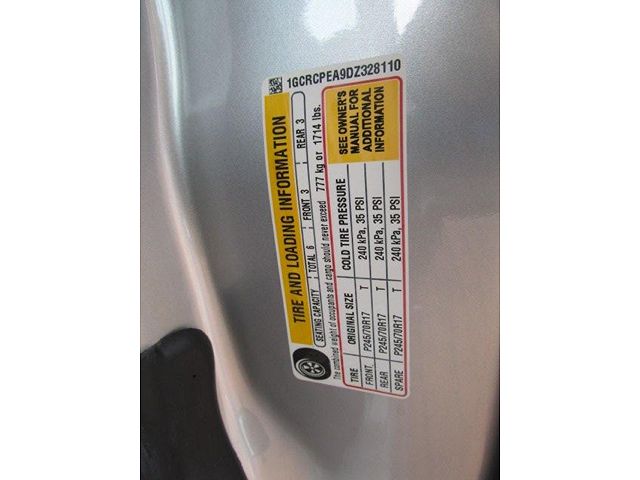 1GCRCPEA9DZ328110
TIRE AND LOADING INFORMATION
SEATING CAPACITY TOTAL 6 FRONT 3 REAR 3
The combined weight of occupants and cargo should never exceed 777 kg or 1714 lbs.
TIRE ORIGINAL SIZE COLD TIRE PRESSURE
FRONT P245/70R17 T 240 kPa, 35 PSI
REAR P245/70R17 T 240 kPa, 35 PSI
SPARE P245/70R17 T 240 kPa, 35 PSI
SEE OWNER'S
MANUAL FOR
ADDITIONAL
INFORMATION